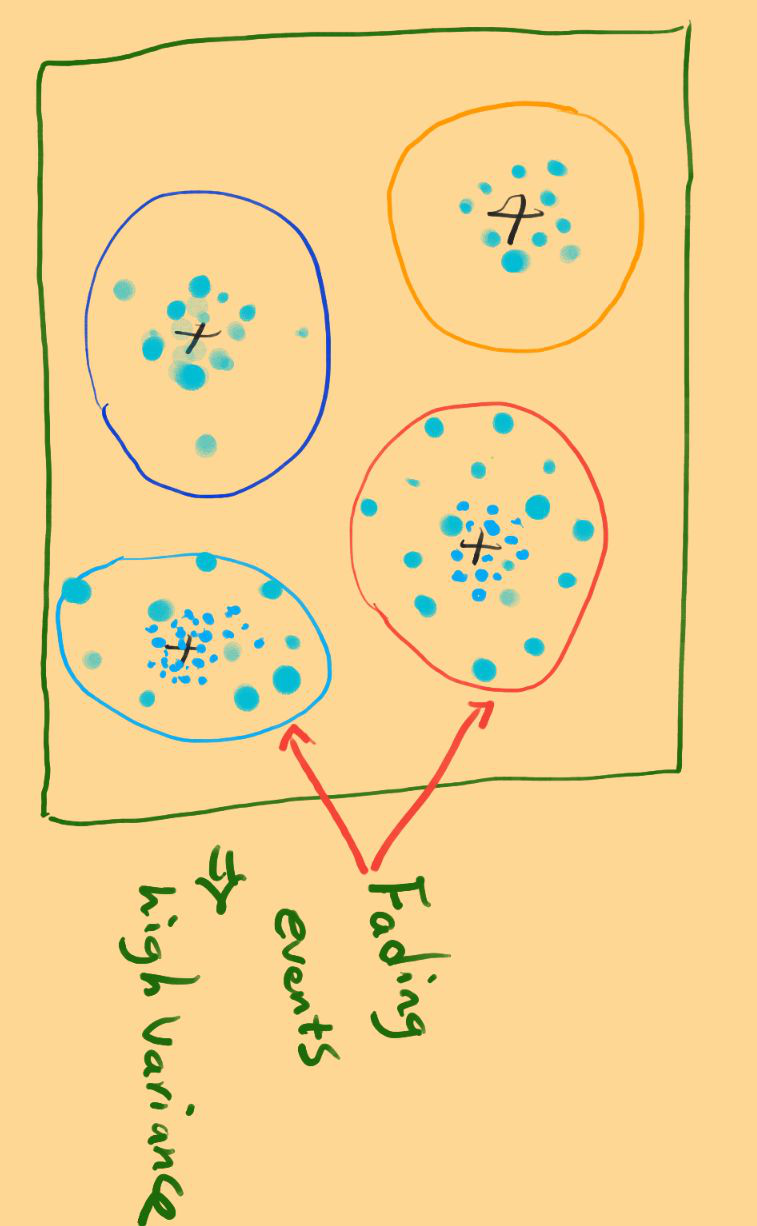 Fading
events
⇒
high Variance